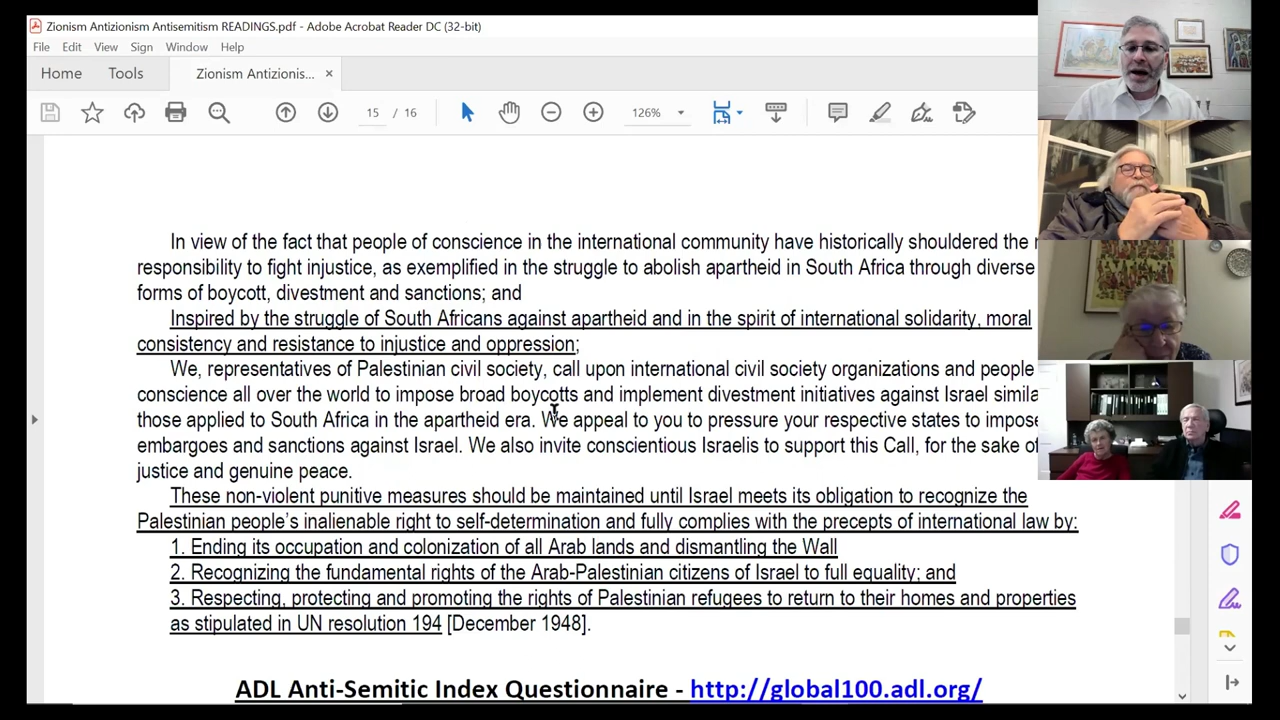 Zionism Antizionism Antisemitism READINGS.pdf - Adobe Acrobat Reader DC (32-bit)
File Edit View Sign Window Help
Home Tools Zionism Antizionis... ×
15 / 16 126%
In view of the fact that people of conscience in the international community have historically shouldered the
responsibility to fight injustice, as exemplified in the struggle to abolish apartheid in South Africa through diverse
forms of boycott, divestment and sanctions; and
Inspired by the struggle of South Africans against apartheid and in the spirit of international solidarity, moral
consistency and resistance to injustice and oppression;
We, representatives of Palestinian civil society, call upon international civil society organizations and people
conscience all over the world to impose broad boycotts and implement divestment initiatives against Israel
those applied to South Africa in the apartheid era. We appeal to you to pressure your respective states to impose
embargoes and sanctions against Israel. We also invite conscientious Israelis to support this Call, for the sake
justice and genuine peace.
These non-violent punitive measures should be maintained until Israel meets its obligation to recognize the
Palestinian people's inalienable right to self-determination and fully complies with the precepts of international law by:
1. Ending its occupation and colonization of all Arab lands and dismantling the Wall
2. Recognizing the fundamental rights of the Arab-Palestinian citizens of Israel to full equality; and
3. Respecting, protecting and promoting the rights of Palestinian refugees to return to their homes and properties
as stipulated in UN resolution 194 [December 1948].
ADL Anti-Semitic Index Questionnaire - http://global100.adl.org/